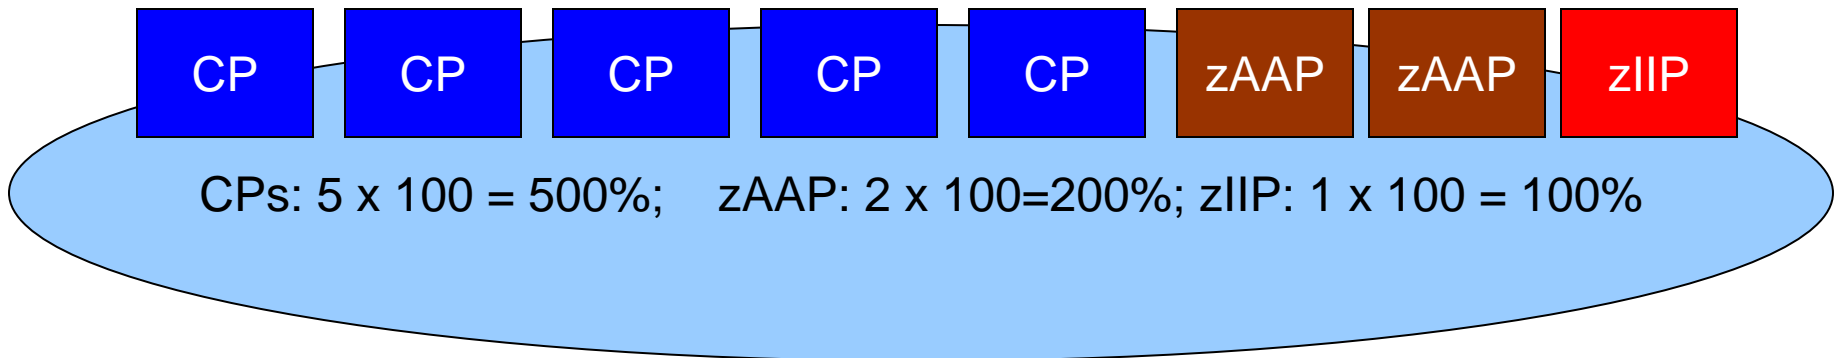 CP CP CP CP CP zAAP zAAP zIIP
CPs: 5 x 100 = 500%; zAAP: 2 x 100=200%; zIIP: 1 x 100 = 100%